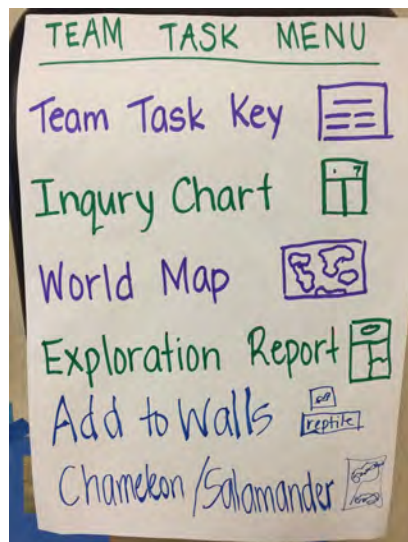 TEAM TASK MENU
Team Task Key
Inqury Chart
World Map
Exploration Report
Add to Walls
reptile
Chameleon/Salamander